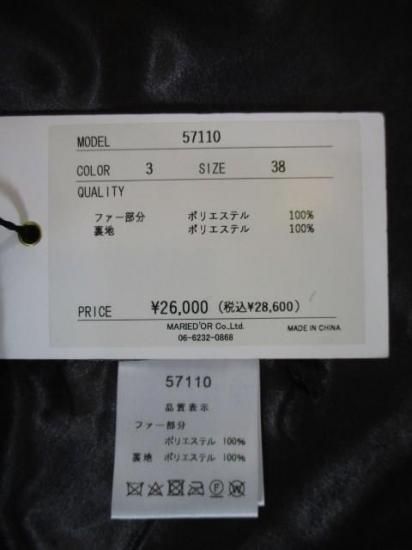 MODEL 57110
COLOR 3 SIZE 38
QUALITY
ファー部分 ポリエステル 100%
裏地 ポリエステル 100%
PRICE ¥26,000 (税込¥28,600)
MARIED'OR Co.,Ltd. MADE IN CHINA
06-6232-0868
57110
品質表示
ファー部分
ポリエステル 100%
裏地 ポリエステル 100%